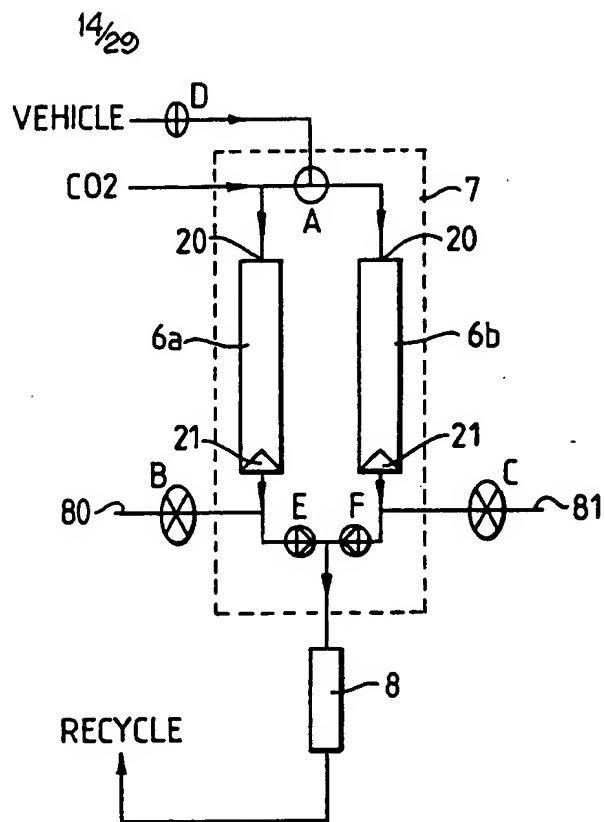 14/29
VEHICLE D
CO2 A 7
20 20
6a 6b
21 21
80 B E F C 81
8
RECYCLE